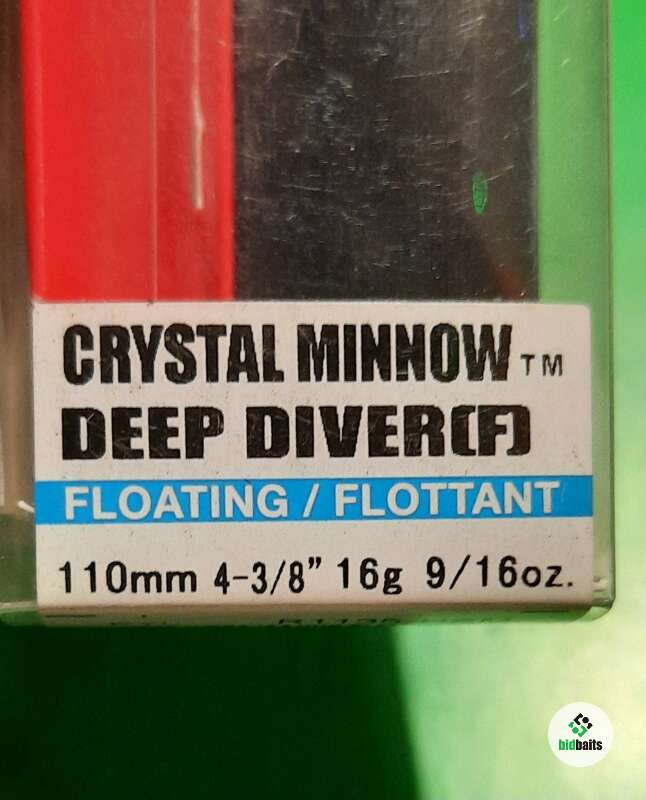 CRYSTAL MINNOW™
DEEP DIVER(F)
FLOATING / FLOTTANT
110mm 4-3/8" 16g 9/16oz.
bidbaits